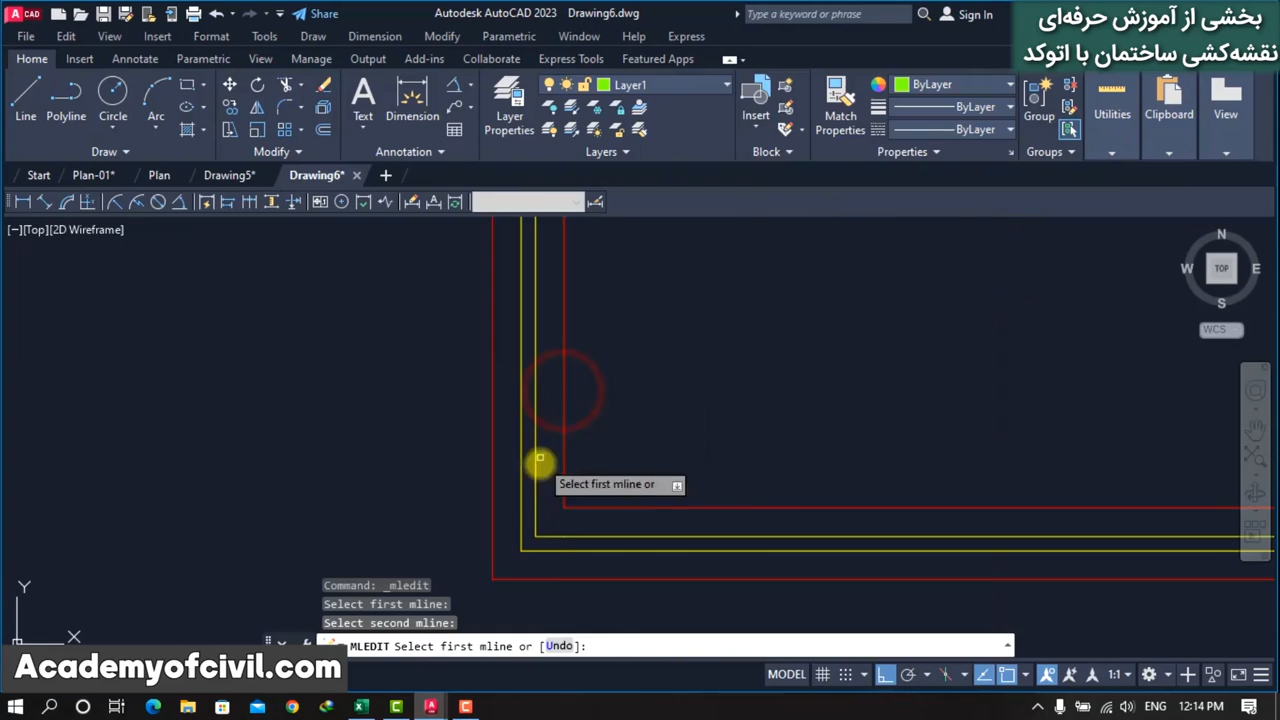 CAD
Share
Autodesk AutoCAD 2023 Drawing6.dwg
Type a keyword or phrase
Sign In
بخشی از آموزش حرفه‌ای
نقشه‌کشی ساختمان با اتوکد
File Edit View Insert Format Tools Draw Dimension Modify Parametric Window Help Express
Home Insert Annotate Parametric View Manage Output Add-ins Collaborate Express Tools Featured Apps
Line Polyline Circle Arc
Text Dimension
Layer Properties
Layer1
Insert
Match Properties
ByLayer
ByLayer
ByLayer
Group
Utilities
Clipboard
View
Draw Modify Annotation Layers Block Properties Groups
Start Plan-01* Plan Drawing5* Drawing6*
[−][Top][2D Wireframe]
N
W TOP E
S
WCS
Select first mline or
Y
X
Command: _mledit
Select first mline:
Select second mline:
MLEDIT Select first mline or [Undo]:
Academyofcivil.com
MODEL
1:1
ENG
12:14 PM